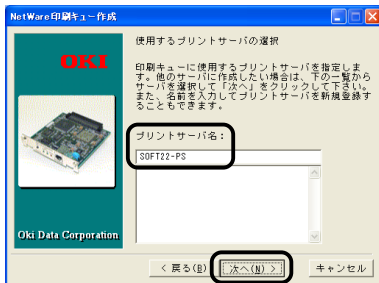 NetWare印刷キュー作成
使用するプリントサーバの選択
OKI
印刷キューに使用するプリントサーバを指定しま
す。他のサーバに作成したい場合は、下の一覧から
サーバを選択して「次へ」をクリックして下さい。
また、名前を入力してプリントサーバを新規登録す
ることもできます。
プリントサーバ名：
SOFT22-PS
Oki Data Corporation
< 戻る(B)
次へ(N) >
キャンセル